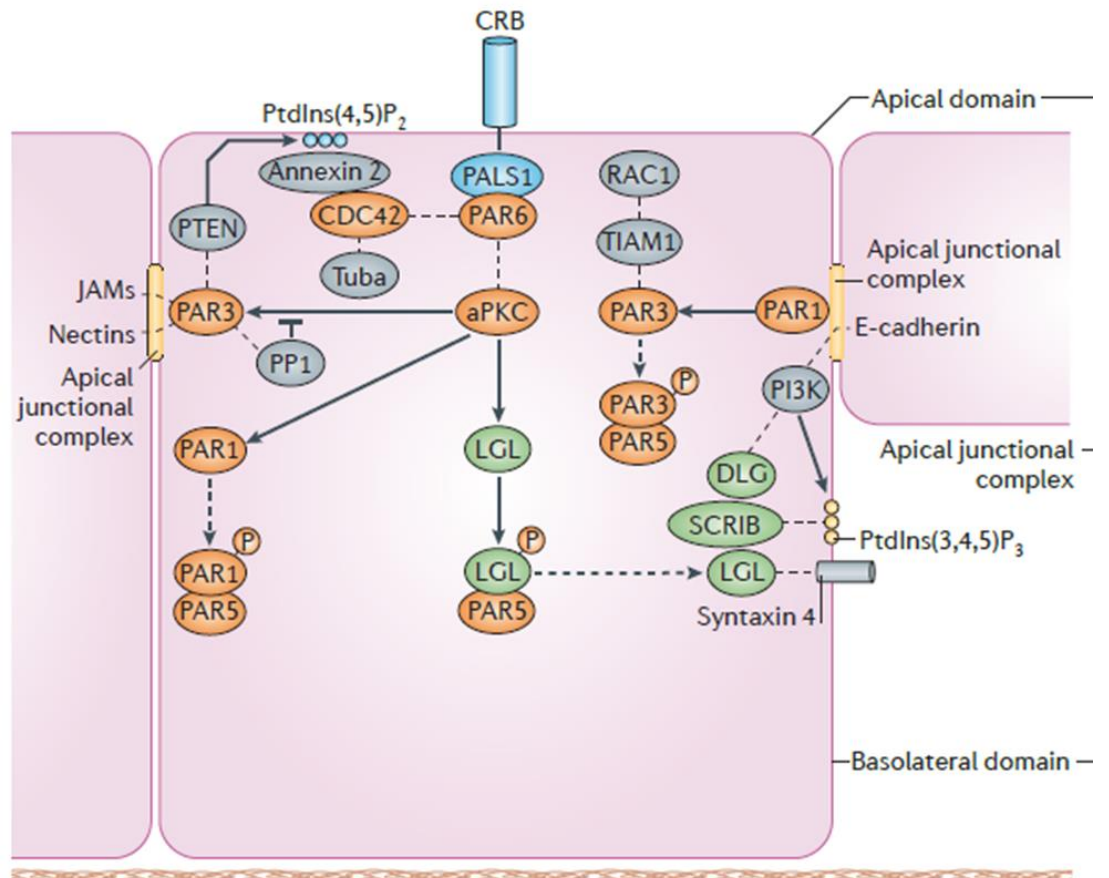 CRB
PtdIns(4,5)P2
Apical domain
Annexin 2
PALS1
RAC1
PTEN
CDC42
PAR6
TIAM1
Tuba
Apical junctional
complex
JAMs
PAR3
aPKC
PAR3
PAR1
Nectins
E-cadherin
PP1
Apical
junctional
complex
P
PI3K
PAR3
PAR5
PAR1
LGL
Apical junctional
complex
DLG
SCRIB
PtdIns(3,4,5)P3
P
PAR1
PAR5
P
LGL
PAR5
LGL
Syntaxin 4
Basolateral domain